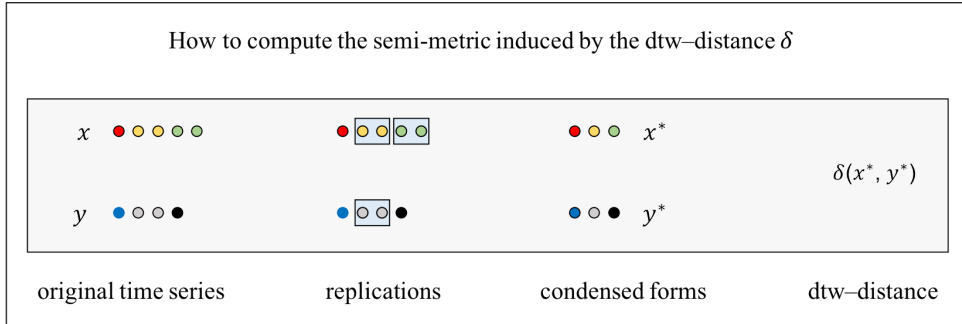 How to compute the semi-metric induced by the dtw–distance δ
x x*
δ(x*, y*)
y y*
original time series replications condensed forms dtw–distance